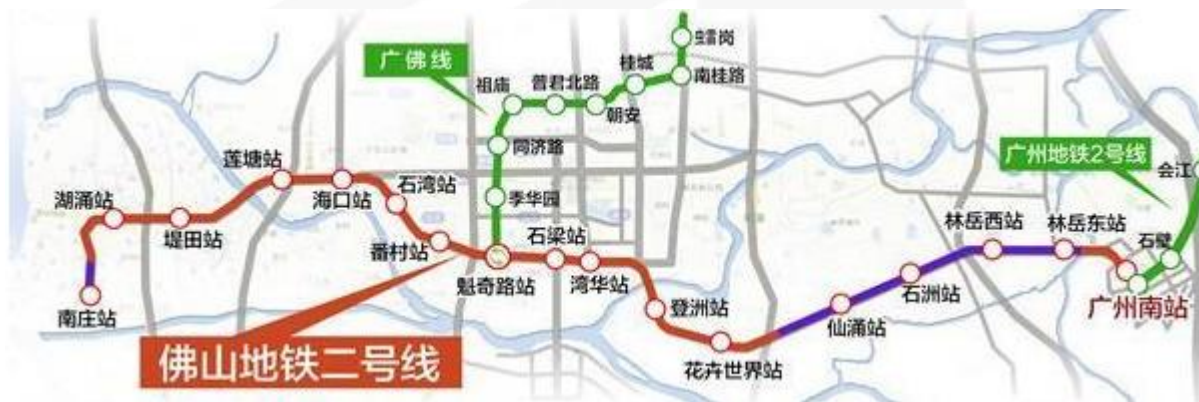 蠕岗
广佛线
桂城
南桂路
祖庙
普君北路
朝安
同济路
广州地铁2号线
会江
莲塘站
海口站
石湾站
季华园
湖涌站
堤田站
石梁站
林岳西站
林岳东站
石壁
番村站
魁奇路站
湾华站
石洲站
广州南站
南庄站
登洲站
仙涌站
佛山地铁二号线
花卉世界站